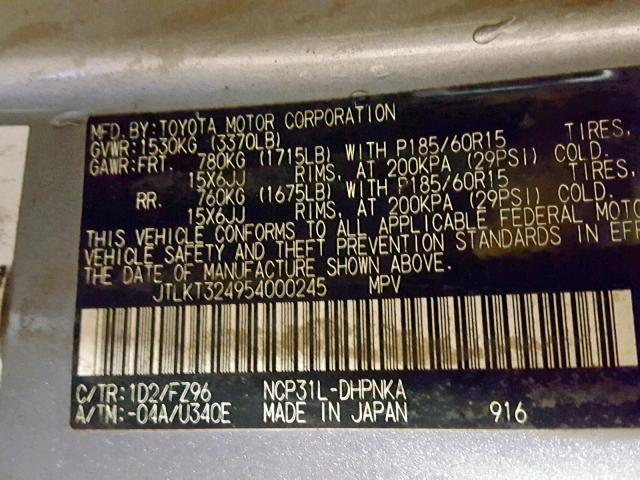 MFD.BY:TOYOTA MOTOR CORPORATION
GVWR:1530KG (3370LB)
GAWR:FRT. 780KG (1715LB) WITH P185/60R15 TIRES,
15X6JJ RIMS, AT 200KPA (29PSI) COLD.
RR. 760KG (1675LB) WITH P185/60R15 TIRES,
15X6JJ RIMS, AT 200KPA (29PSI) COLD.
THIS VEHICLE CONFORMS TO ALL APPLICABLE FEDERAL MOTO
VEHICLE SAFETY AND THEFT PREVENTION STANDARDS IN EFF
THE DATE OF MANUFACTURE SHOWN ABOVE.
JTLKT324954000245 MPV
C/TR:1D2/FZ96 NCP31L-DHPNKA
A/TM:-04A/U340E MADE IN JAPAN 916